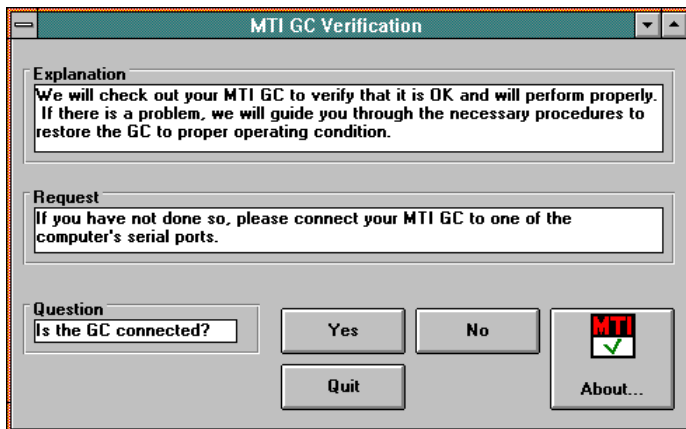 MTI GC Verification
Explanation
We will check out your MTI GC to verify that it is OK and will perform properly.
If there is a problem, we will guide you through the necessary procedures to
restore the GC to proper operating condition.
Request
If you have not done so, please connect your MTI GC to one of the
computer's serial ports.
Question
Is the GC connected?
Yes
No
MTI
Quit
About...